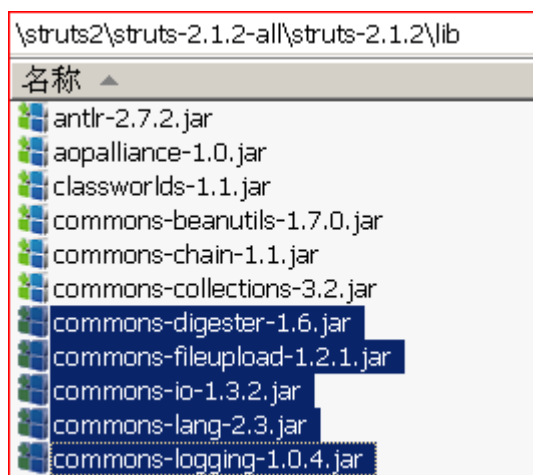 \struts2\struts-2.1.2-all\struts-2.1.2\lib
名称
antlr-2.7.2.jar
aopalliance-1.0.jar
classworlds-1.1.jar
commons-beanutils-1.7.0.jar
commons-chain-1.1.jar
commons-collections-3.2.jar
commons-digester-1.6.jar
commons-fileupload-1.2.1.jar
commons-io-1.3.2.jar
commons-lang-2.3.jar
commons-logging-1.0.4.jar